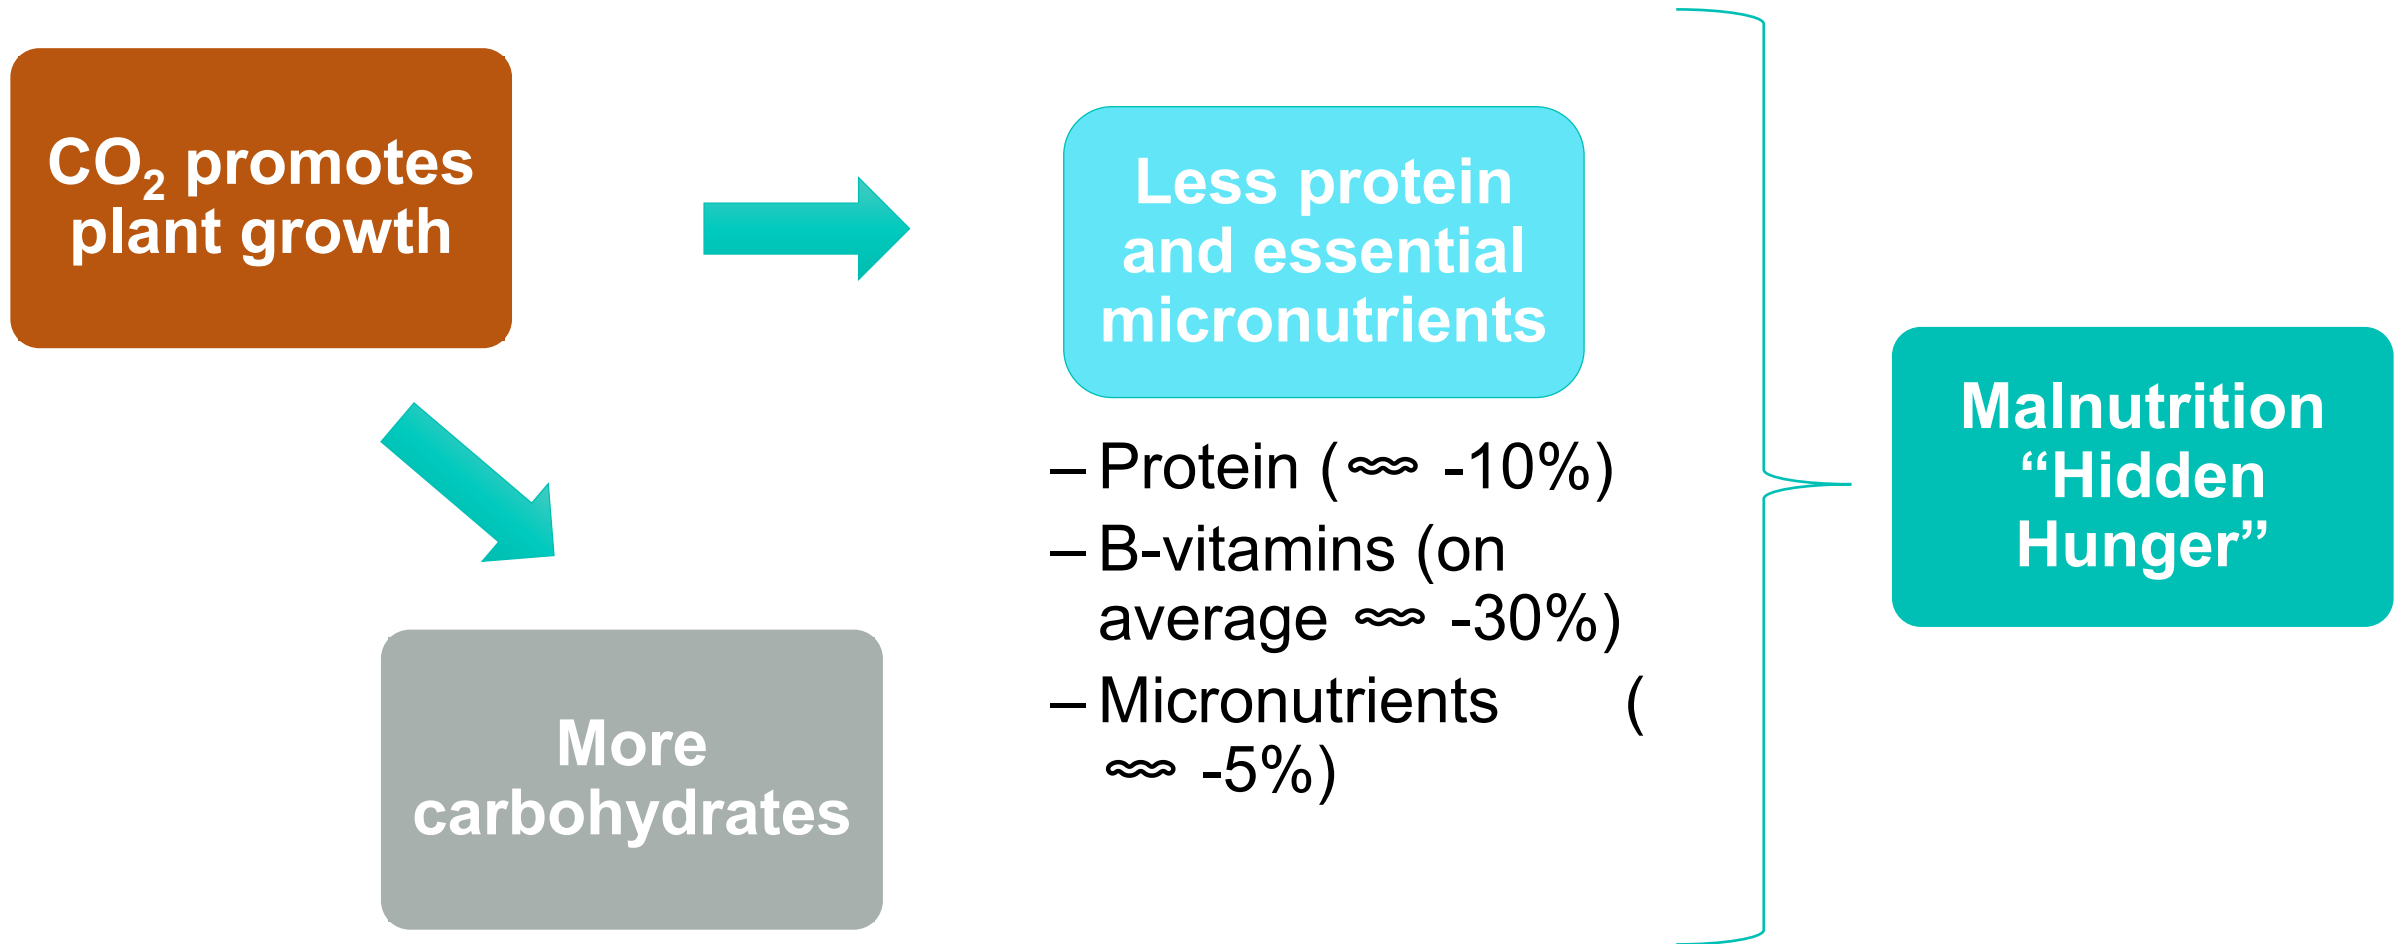 CO₂ promotes
plant growth
Less protein
and essential
micronutrients
– Protein (⁓ -10%)
– B-vitamins (on
average ⁓ -30%)
– Micronutrients (
⁓ -5%)
More
carbohydrates
Malnutrition
“Hidden
Hunger”